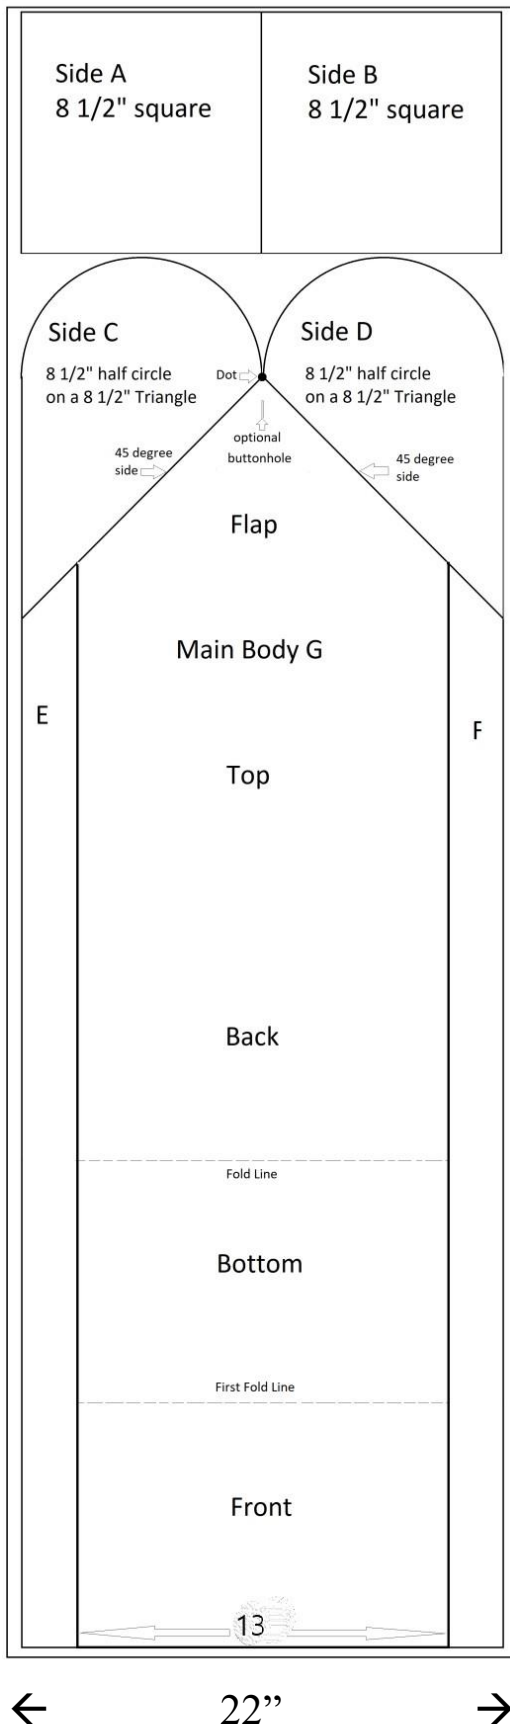 Side A
8 1/2" square
Side B
8 1/2" square
Side C
8 1/2" half circle
on a 8 1/2" Triangle
Dot
Side D
8 1/2" half circle
on a 8 1/2" Triangle
optional
buttonhole
45 degree
side
45 degree
side
Flap
Main Body G
E
F
Top
Back
Fold Line
Bottom
First Fold Line
Front
13
← 22” →